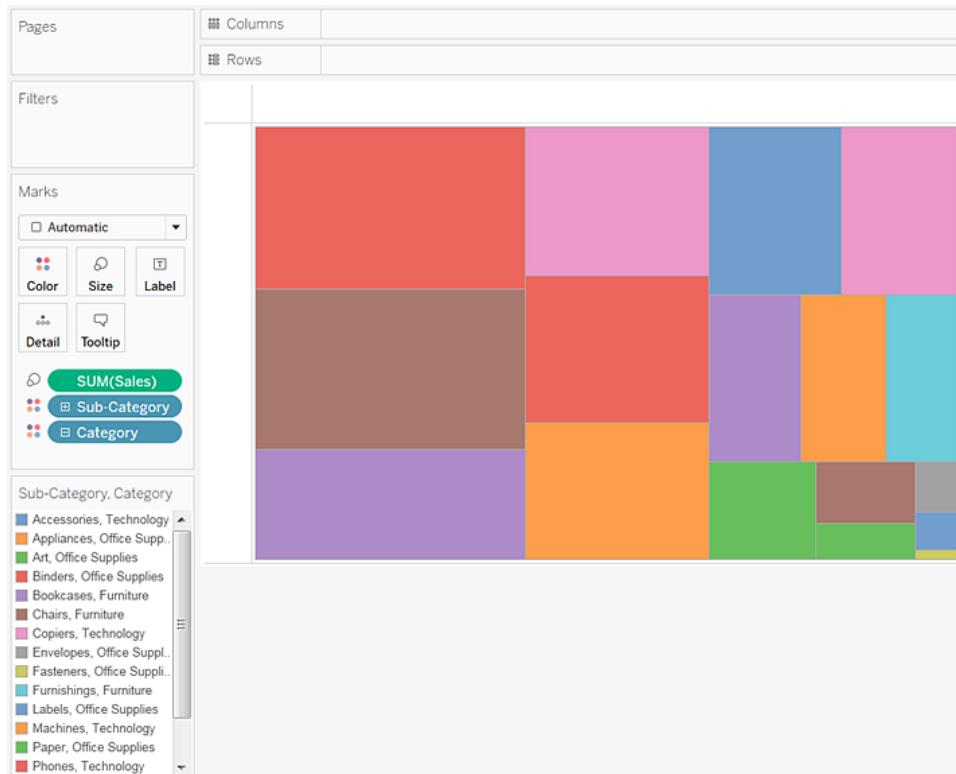 Pages
Columns
Rows
Filters
Marks
Automatic
Color Size Label
Detail Tooltip
SUM(Sales)
Sub-Category
Category
Sub-Category, Category
Accessories, Technology
Appliances, Office Supp..
Art, Office Supplies
Binders, Office Supplies
Bookcases, Furniture
Chairs, Furniture
Copiers, Technology
Envelopes, Office Suppl..
Fasteners, Office Suppli..
Furnishings, Furniture
Labels, Office Supplies
Machines, Technology
Paper, Office Supplies
Phones, Technology